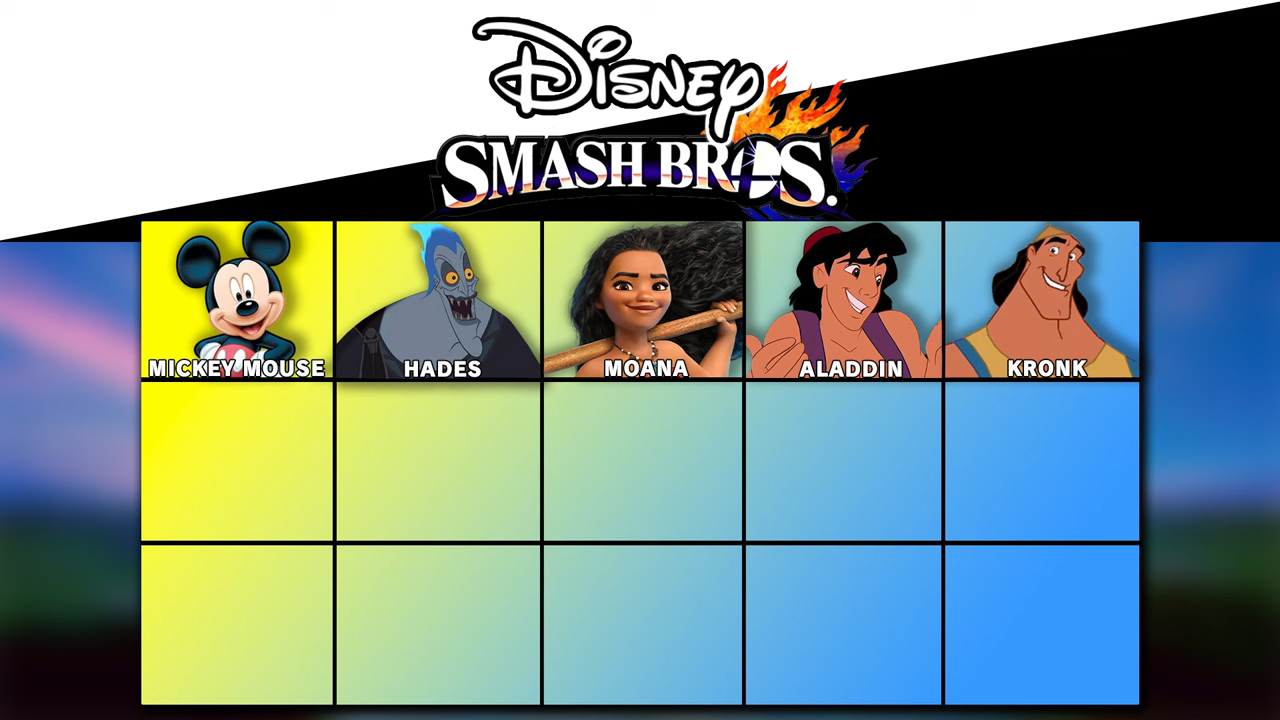 Disney
SMASH BROS.
MICKEY MOUSE
HADES
MOANA
ALADDIN
KRONK